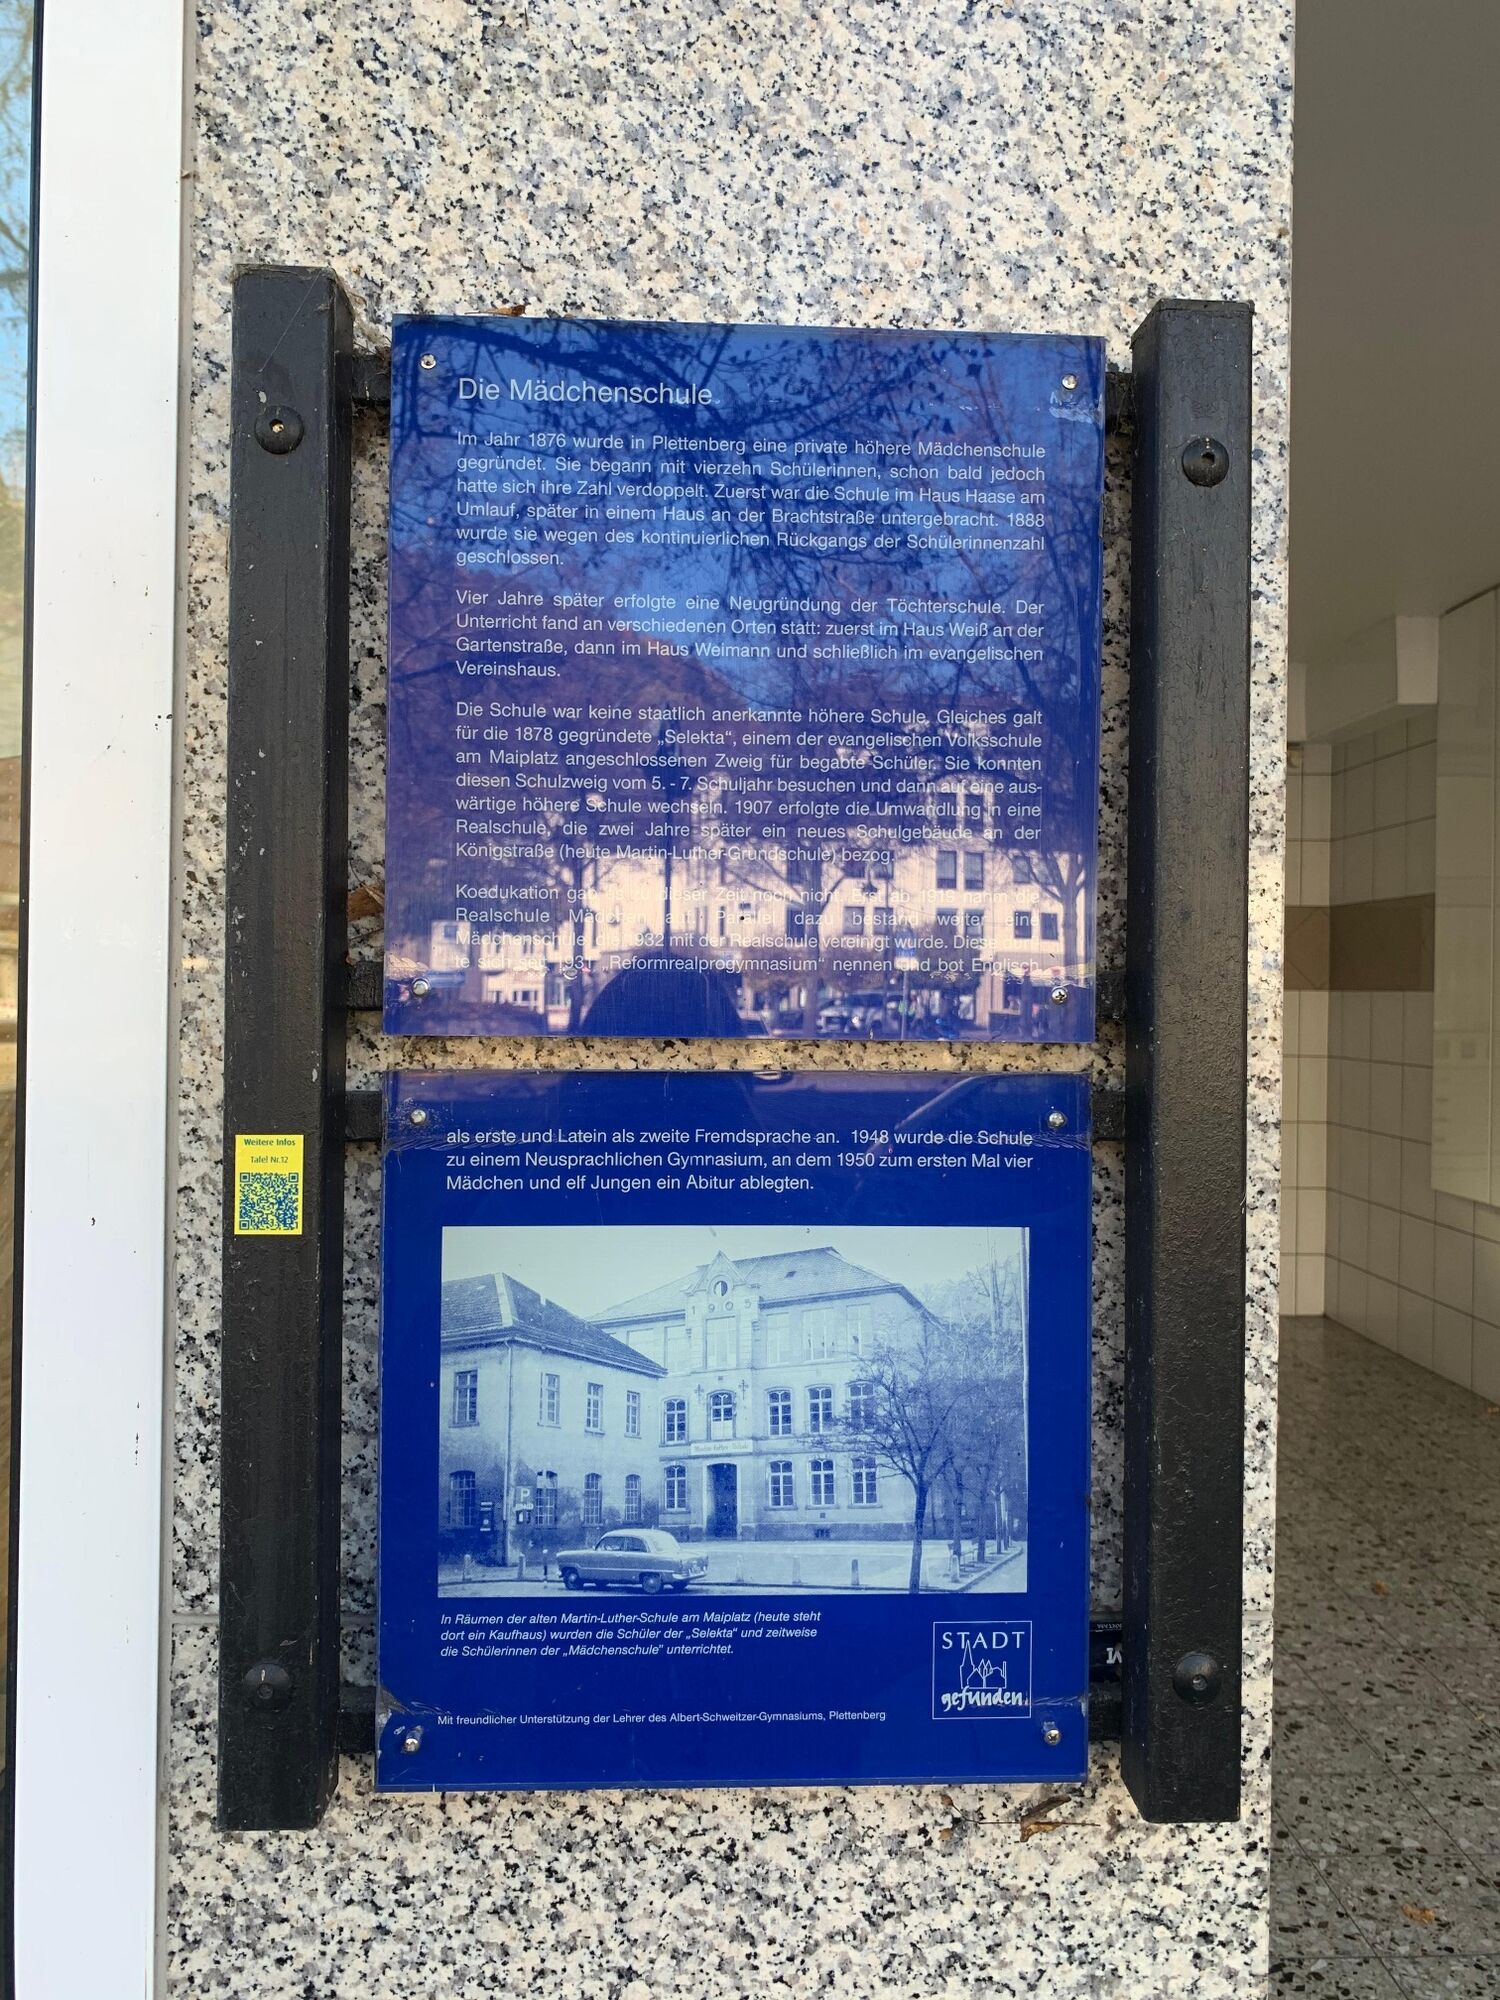 Die Mädchenschule
Im Jahr 1876 wurde in Plettenberg eine private höhere Mädchenschule
gegründet. Sie begann mit vierzehn Schülerinnen, schon bald jedoch
hatte sich ihre Zahl verdoppelt. Zuerst war die Schule im Haus Haase am
Umlauf, später in einem Haus an der Brachtstraße untergebracht. 1888
wurde sie wegen des kontinuierlichen Rückgangs der Schülerinnenzahl
geschlossen.
Vier Jahre später erfolgte eine Neugründung der Töchterschule. Der
Unterricht fand an verschiedenen Orten statt: zuerst im Haus Weiß an der
Gartenstraße, dann im Haus Weimann und schließlich im evangelischen
Vereinshaus.
Die Schule war keine staatlich anerkannte höhere Schule. Gleiches galt
für die 1878 gegründete „Selekta“, einem der evangelischen Volksschule
am Maiplatz angeschlossenen Zweig für begabte Schüler. Sie konnten
diesen Schulzweig vom 5. - 7. Schuljahr besuchen und dann auf eine aus-
wärtige höhere Schule wechseln. 1907 erfolgte die Umwandlung in eine
Realschule, die zwei Jahre später ein neues Schulgebäude an der
Königstraße (heute Martin-Luther-Grundschule) bezog.
Koedukation gab es zu dieser Zeit noch nicht. Erst ab 1919 nahm die
Realschule Mädchen auf. Parallel dazu bestand weiter eine
Mädchenschule, die 1932 mit der Realschule vereinigt wurde. Diese durf-
te sich seit 1931 „Reformrealprogymnasium“ nennen und bot Englisch
als erste und Latein als zweite Fremdsprache an. 1948 wurde die Schule
zu einem Neusprachlichen Gymnasium, an dem 1950 zum ersten Mal vier
Mädchen und elf Jungen ein Abitur ablegten.
Weitere Infos
Tafel Nr.12
1905
Martin-Luther-Schule
P
In Räumen der alten Martin-Luther-Schule am Maiplatz (heute steht
dort ein Kaufhaus) wurden die Schüler der „Selekta“ und zeitweise
die Schülerinnen der „Mädchenschule“ unterrichtet.
STADT
gefunden
Mit freundlicher Unterstützung der Lehrer des Albert-Schweitzer-Gymnasiums, Plettenberg